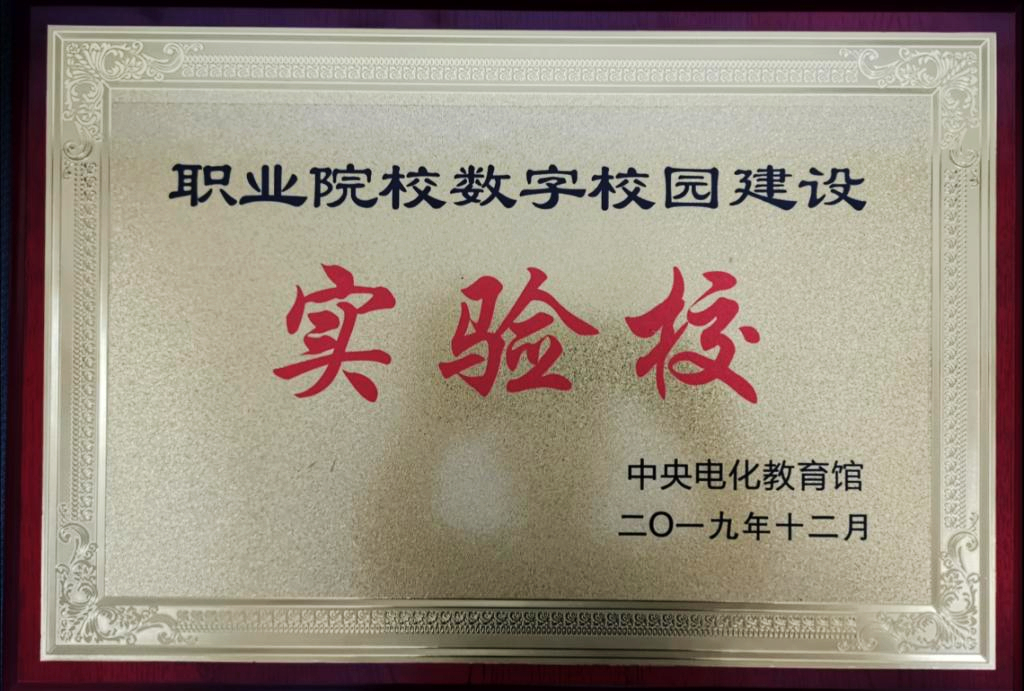 职业院校数字校园建设
实验校
中央电化教育馆
二〇一九年十二月